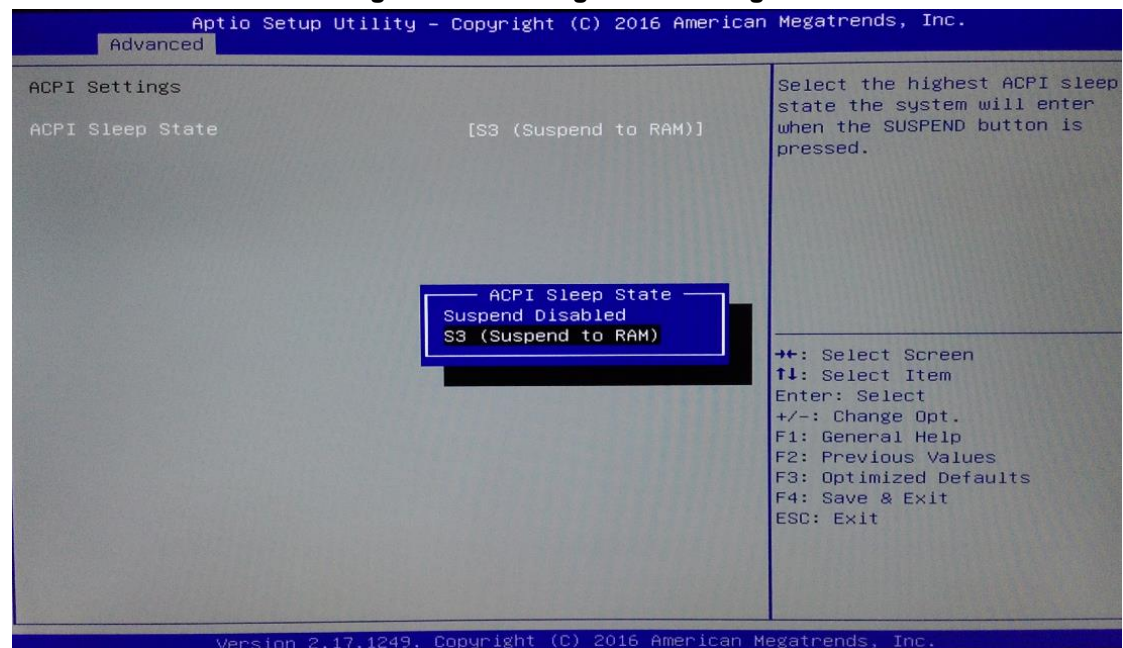 Aptio Setup Utility – Copyright (C) 2016 American Megatrends, Inc.
Advanced
ACPI Settings
ACPI Sleep State [S3 (Suspend to RAM)]
Select the highest ACPI sleep
state the system will enter
when the SUSPEND button is
pressed.
ACPI Sleep State
Suspend Disabled
S3 (Suspend to RAM)
→←: Select Screen
↑↓: Select Item
Enter: Select
+/-: Change Opt.
F1: General Help
F2: Previous Values
F3: Optimized Defaults
F4: Save & Exit
ESC: Exit
Version 2.17.1249. Copyright (C) 2016 American Megatrends, Inc.